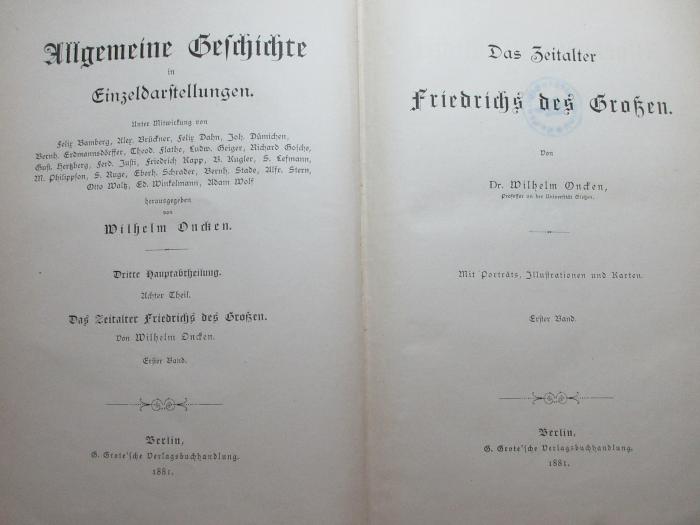 Allgemeine Geschichte
in
Einzeldarstellungen.
Unter Mitwirkung von
Felix Bamberg, Alex. Brückner, Felix Dahn, Joh. Dümichen,
Bernh. Erdmannsdörffer, Theod. Flathe, Ludw. Geiger, Richard Gosche,
Gust. Hertzberg, Ferd. Justi, Friedrich Kapp, B. Kugler, S. Lefmann,
M. Philippson, S. Ruge, Eberh. Schrader, Bernh. Stade, Alfr. Stern,
Otto Waltz, Ed. Winkelmann, Adam Wolf
herausgegeben
von
Wilhelm Oncken.
Dritte Hauptabtheilung.
Achter Theil.
Das Zeitalter Friedrichs des Großen.
Von Wilhelm Oncken.
Erster Band.
Berlin,
G. Grote'sche Verlagsbuchhandlung.
1881.
Das Zeitalter
Friedrichs des Großen.
Von
Dr. Wilhelm Oncken,
Professor an der Universität Gießen.
Mit Porträts, Illustrationen und Karten.
Erster Band.
Berlin,
G. Grote'sche Verlagsbuchhandlung.
1881.